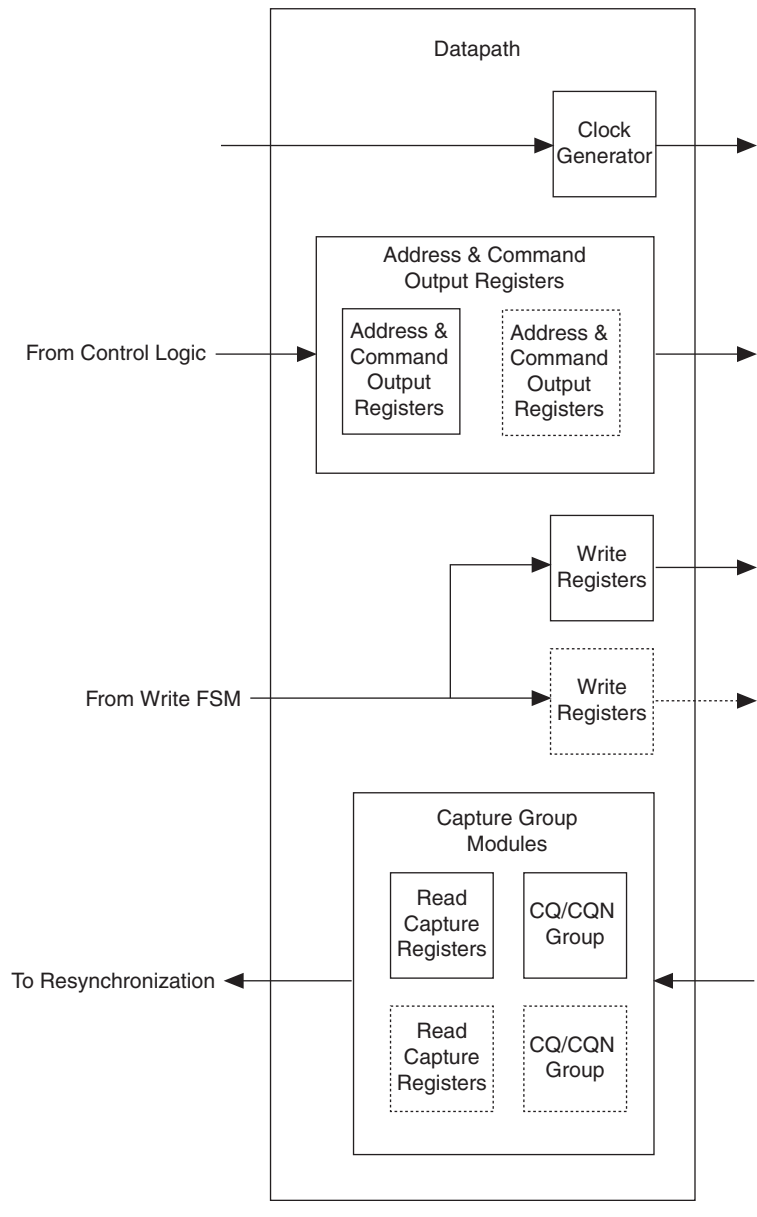 Datapath
Clock
Generator
Address & Command
Output Registers
Address &
Command
Output
Registers
Address &
Command
Output
Registers
From Control Logic
Write
Registers
From Write FSM
Write
Registers
Capture Group
Modules
Read
Capture
Registers
CQ/CQN
Group
To Resynchronization
Read
Capture
Registers
CQ/CQN
Group